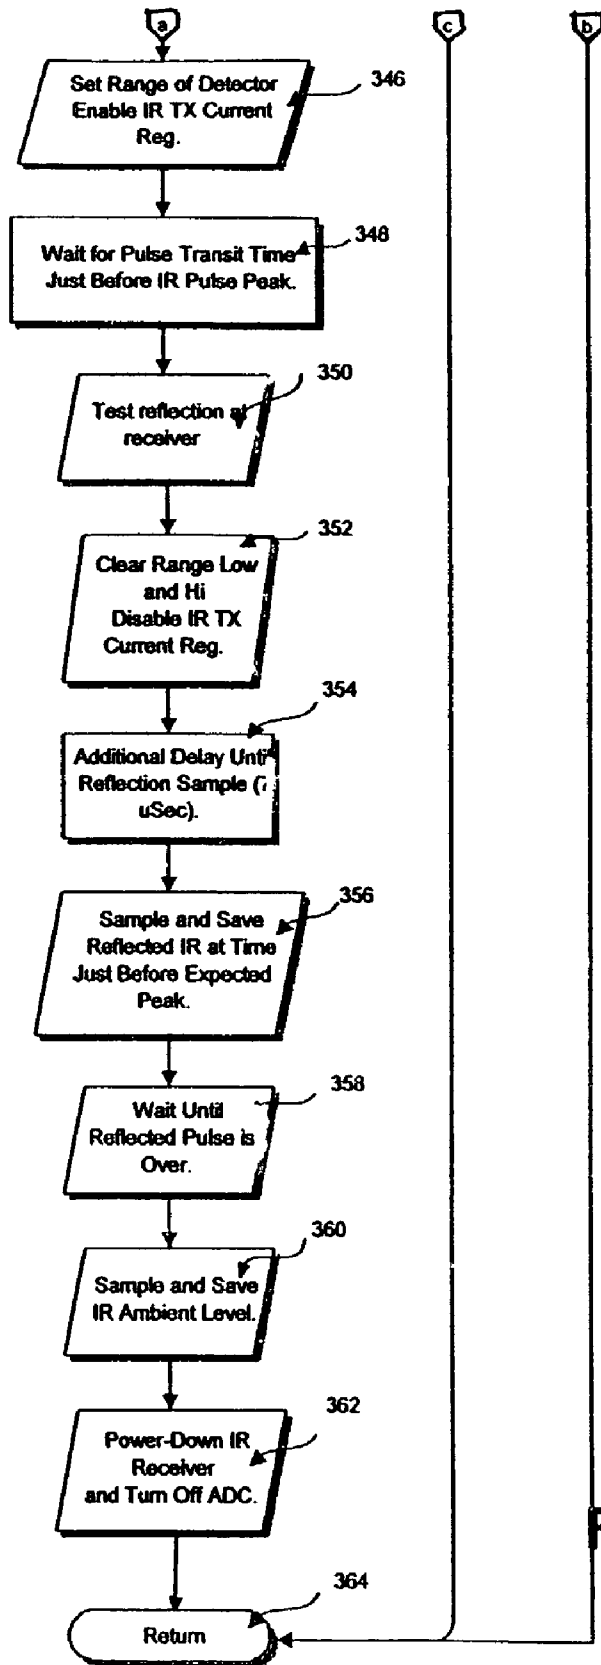 a
c
b
Set Range of Detector
Enable IR TX Current
Reg.
346
Wait for Pulse Transit Time
Just Before IR Pulse Peak.
348
Test reflection at
receiver
350
Clear Range Low
and Hi
Disable IR TX
Current Reg.
352
Additional Delay Until
Reflection Sample (7
uSec).
354
Sample and Save
Reflected IR at Time
Just Before Expected
Peak.
356
Wait Until
Reflected Pulse is
Over.
358
Sample and Save
IR Ambient Level.
360
Power-Down IR
Receiver
and Turn Off ADC.
362
Return
364